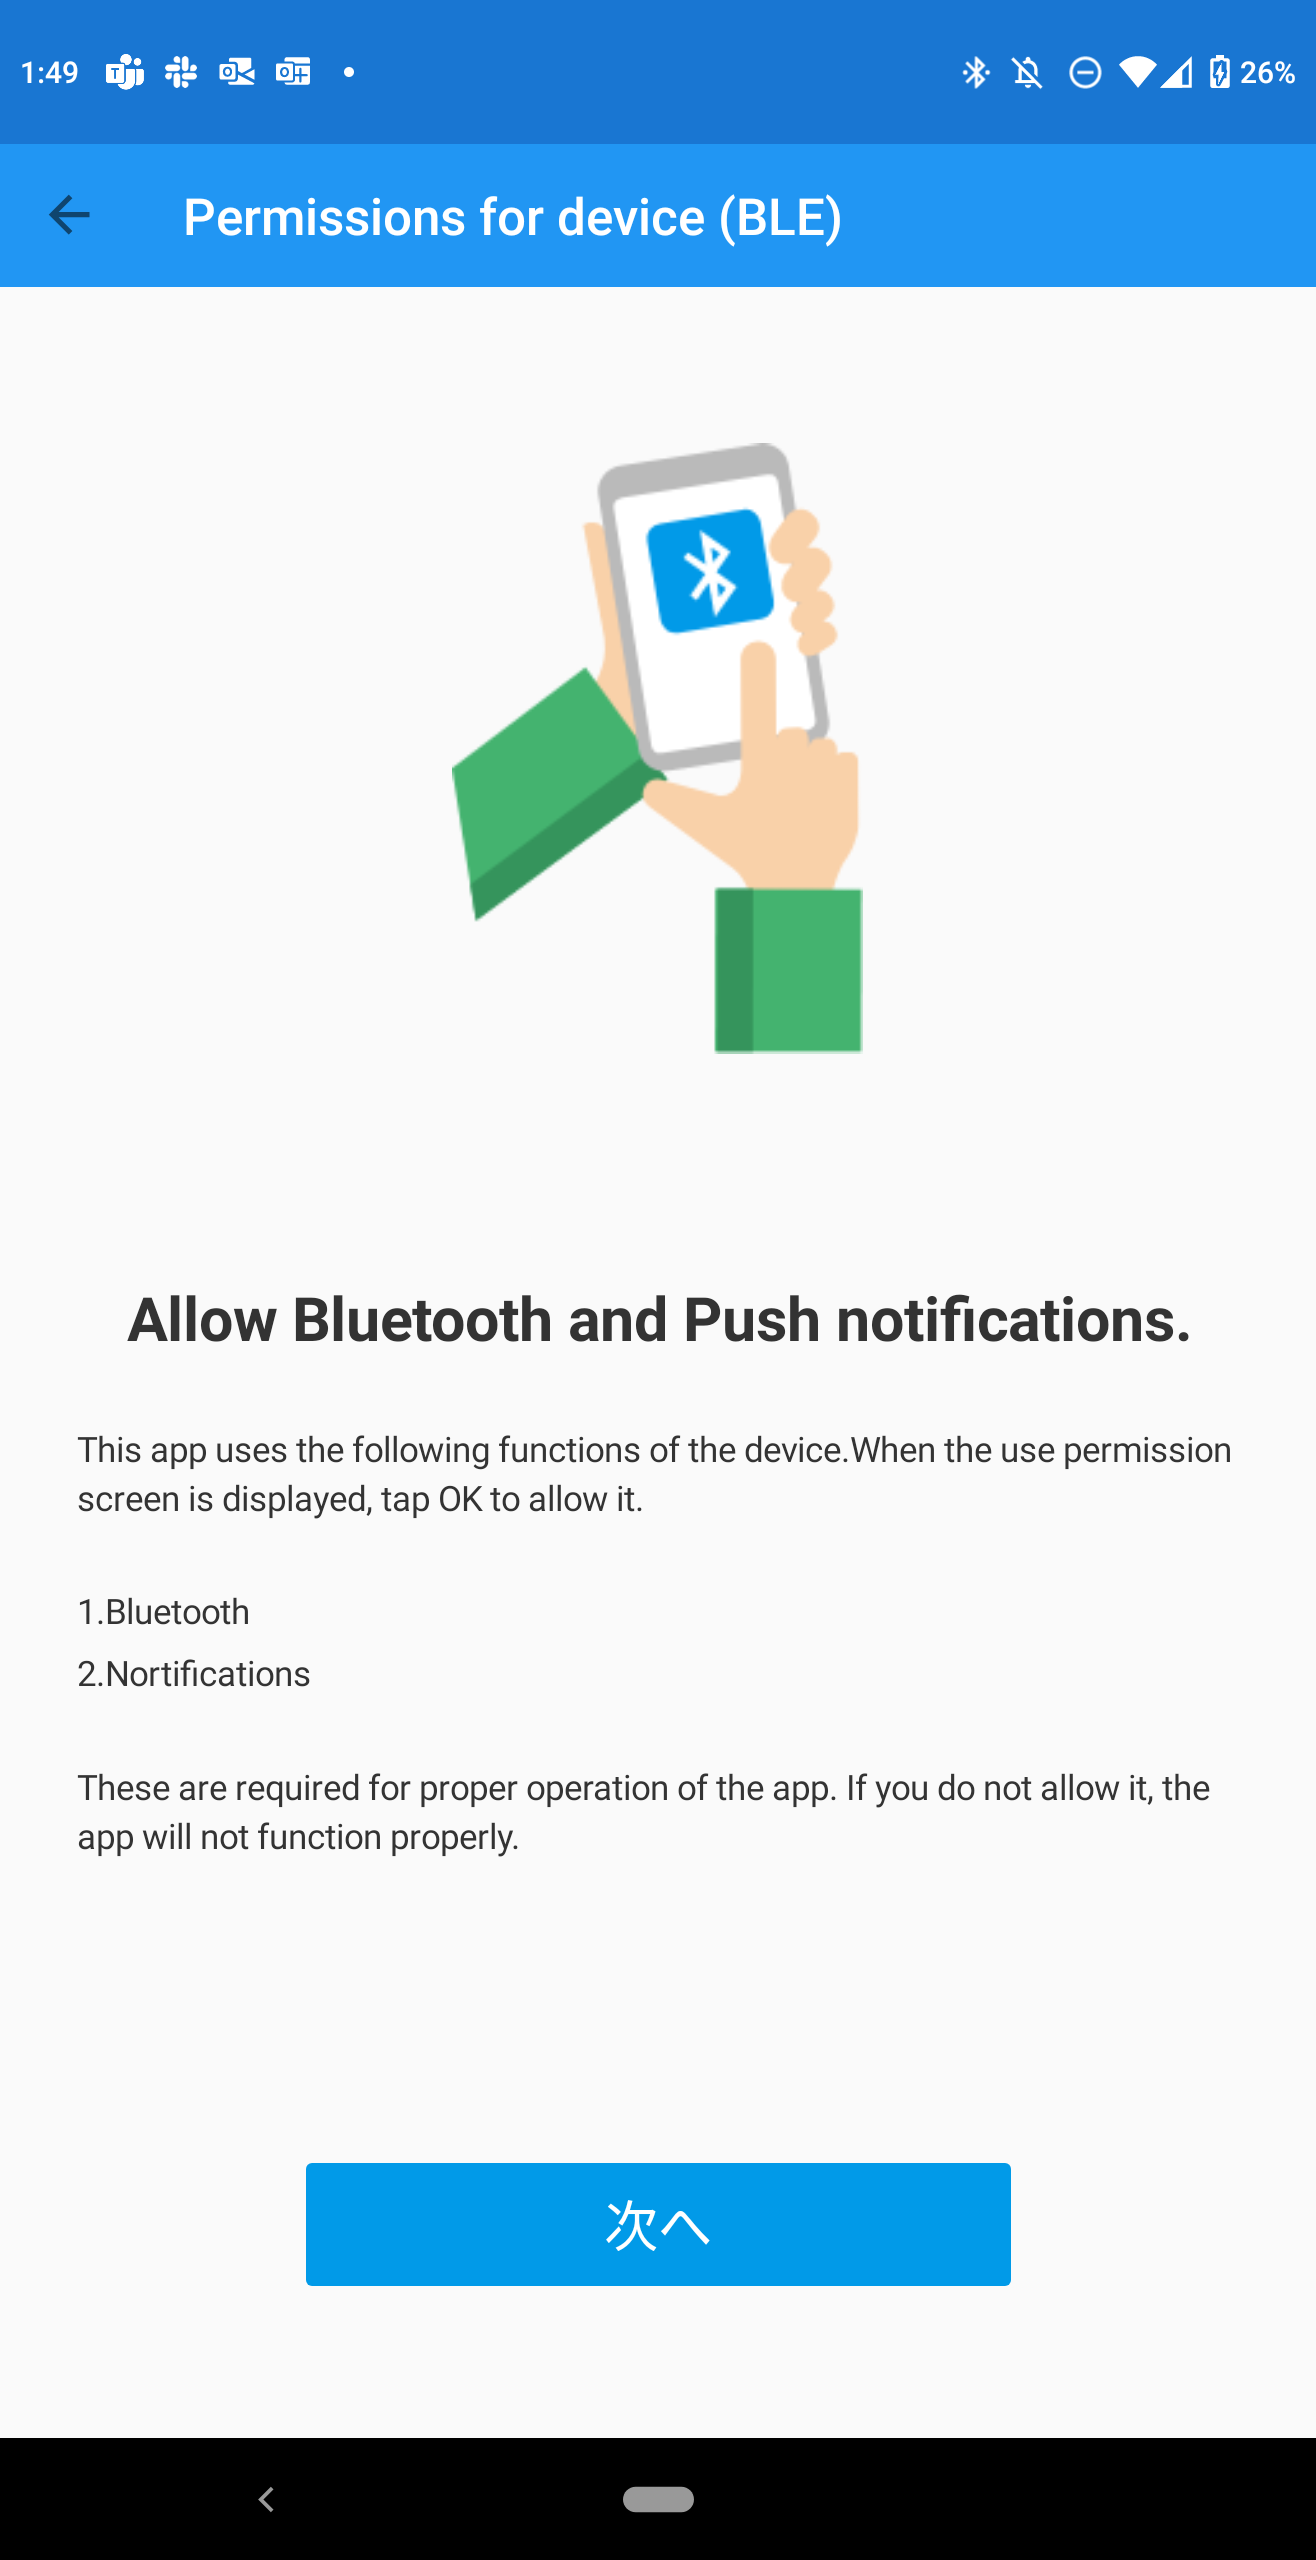 1:49
26%
Permissions for device (BLE)
Allow Bluetooth and Push notifications.
This app uses the following functions of the device.When the use permission
screen is displayed, tap OK to allow it.
1.Bluetooth
2.Nortifications
These are required for proper operation of the app. If you do not allow it, the
app will not function properly.
次へ